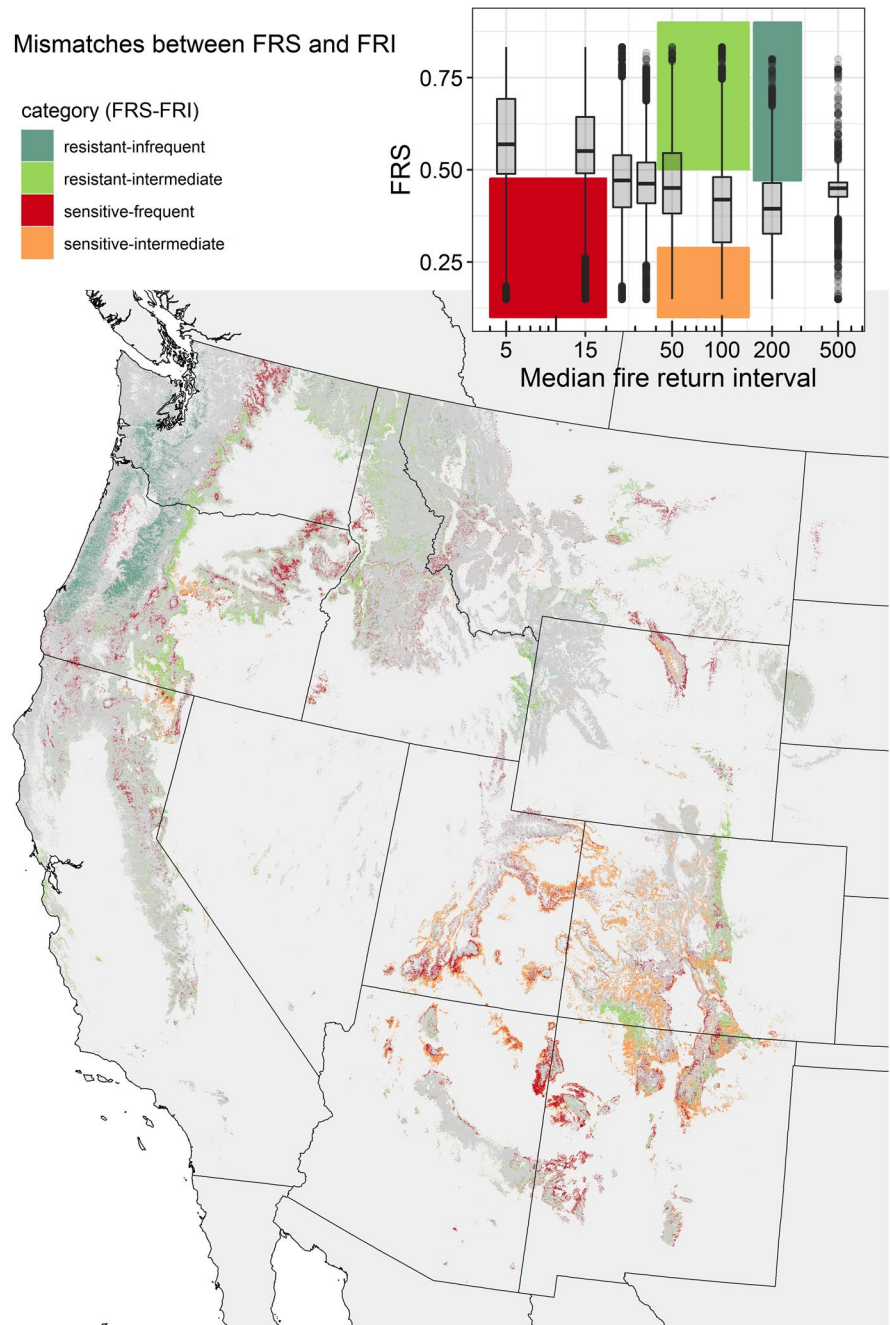 Mismatches between FRS and FRI
category (FRS-FRI)
resistant-infrequent
resistant-intermediate
sensitive-frequent
sensitive-intermediate
FRS
0.75
0.50
0.25
5 15 50 100 200 500
Median fire return interval